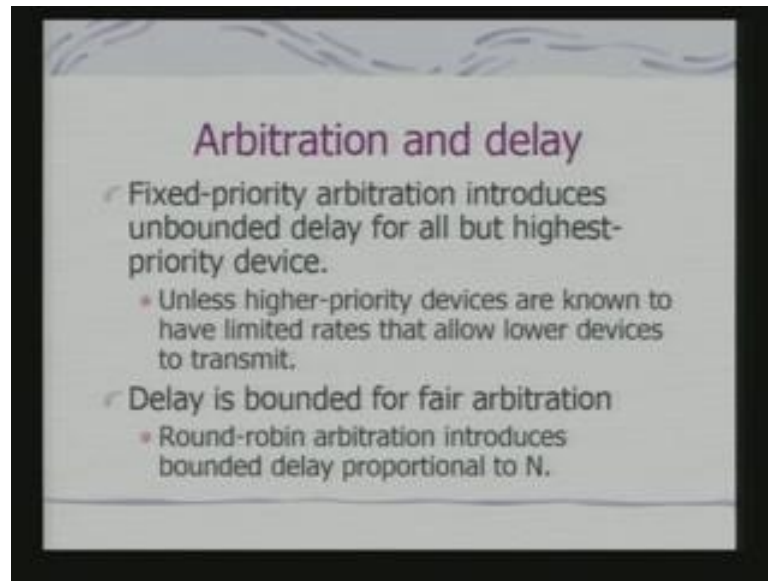 Arbitration and delay
Fixed-priority arbitration introduces
unbounded delay for all but highest-
priority device.
Unless higher-priority devices are known to
have limited rates that allow lower devices
to transmit.
Delay is bounded for fair arbitration
Round-robin arbitration introduces
bounded delay proportional to N.